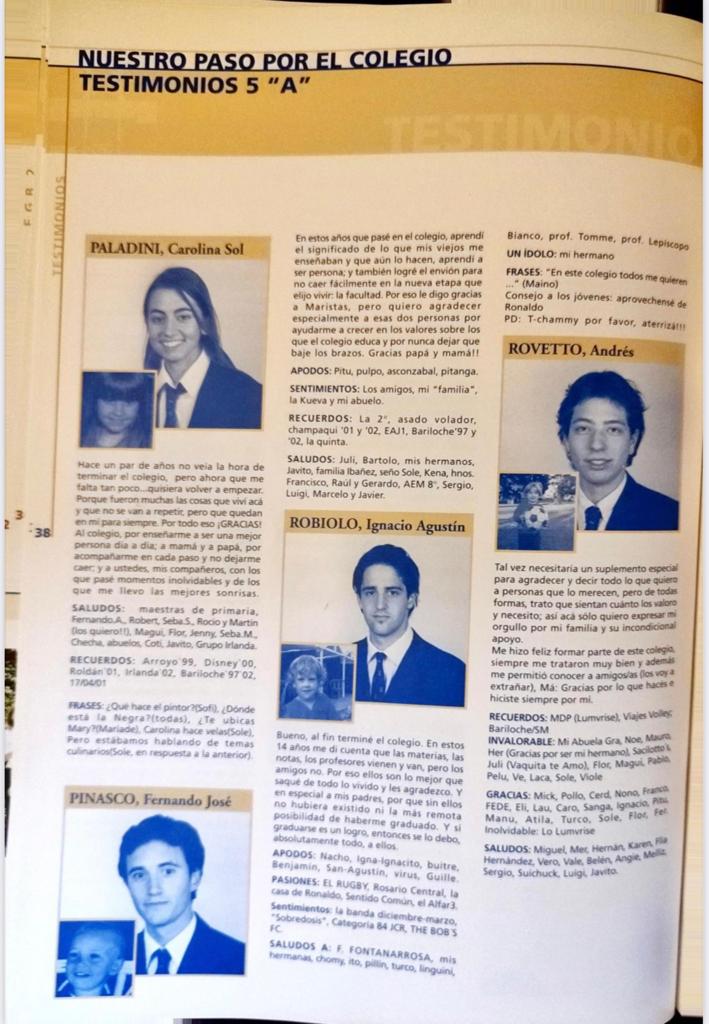 NUESTRO PASO POR EL COLEGIO
TESTIMONIOS 5 "A"
TESTIMONIO
TESTIMONIOS
38
PALADINI, Carolina Sol
Hace un par de años no veía la hora de
terminar el colegio, pero ahora que me
falta tan poco...quisiera volver a empezar.
Porque fueron muchas las cosas que viví acá
y que no se van a repetir, pero que quedan
en mí para siempre. Por todo eso ¡GRACIAS!
Al colegio, por enseñarme a ser una mejor
persona día a día; a mamá y a papá, por
acompañarme en cada paso y no dejarme
caer; y a ustedes, mis compañeros, con los
que pasé momentos inolvidables y de los
que me llevo las mejores sonrisas.
SALUDOS: maestras de primaria,
Fernando.A., Robert, Seba.S., Rocio y Martin
(los quiero!!), Magui, Flor, Jenny, Seba.M.,
Checha, abuelos, Coti, Javito, Grupo Irlanda.
RECUERDOS: Arroyo'99, Disney'00,
Roldán'01, Irlanda'02, Bariloche'97'02,
17/04/01
FRASES: ¿Qué hace el pintor?(Sofi), ¿Dónde
está la Negra?(todas), ¿Te ubicas
Mary?(Mariade), Carolina hace velas(Sole),
Pero estábamos hablando de temas
culinarios(Sole, en respuesta a la anterior).
PINASCO, Fernando José
En estos años que pasé en el colegio, aprendí
el significado de lo que mis viejos me
enseñaban y que aún lo hacen, aprendí a
ser persona; y también logré el envión para
no caer fácilmente en la nueva etapa que
elijo vivir: la facultad. Por eso le digo gracias
a Maristas, pero quiero agradecer
especialmente a esas dos personas por
ayudarme a crecer en los valores sobre los
que el colegio educa y por nunca dejar que
baje los brazos. Gracias papá y mamá!!
APODOS: Pitu, pulpo, asconzabal, pitanga.
SENTIMIENTOS: Los amigos, mi "familia",
la Kueva y mi abuelo.
RECUERDOS: La 2°, asado volador,
champaqui '01 y '02, EAJ1, Bariloche'97 y
'02, la quinta.
SALUDOS: Juli, Bartolo, mis hermanos,
Javito, familia Ibañez, seño Sole, Kena, hnos.
Francisco, Raúl y Gerardo, AEM 8°, Sergio,
Luigi, Marcelo y Javier.
ROBIOLO, Ignacio Agustín
Bueno, al fin terminé el colegio. En estos
14 años me di cuenta que las materias, las
notas, los profesores vienen y van, pero los
amigos no. Por eso ellos son lo mejor que
saqué de todo lo vivido y les agradezco. Y
en especial a mis padres, por que sin ellos
no hubiera existido ni la más remota
posibilidad de haberme graduado. Y si
graduarse es un logro, entonces se lo debo,
absolutamente todo, a ellos.
APODOS: Nacho, Igna-Ignacito, buitre,
Benjamin, San-Agustín, virus, Guille.
PASIONES: EL RUGBY, Rosario Central, la
casa de Ronaldo, Sentido Común, el Alfar3.
Sentimientos: la banda diciembre-marzo,
"Sobredosis", Categoría 84 JCR, THE BOB'S
FC.
SALUDOS A: F. FONTANARROSA, mis
hermanas, chomy, ito, pillín, turco, linguini,
Bianco, prof. Tomme, prof. Lepiscopo
UN ÍDOLO: mi hermano
FRASES: "En este colegio todos me quieren
..." (Maino)
Consejo a los jóvenes: aprovechensé de
Ronaldo
PD: T-chammy por favor, aterrizá!!!
ROVETTO, Andrés
Tal vez necesitaría un suplemento especial
para agradecer y decir todo lo que quiero
a personas que lo merecen, pero de todas
formas, trato que sientan cuánto los valoro
y necesito; así acá sólo quiero expresar mi
orgullo por mi familia y su incondicional
apoyo.
Me hizo feliz formar parte de este colegio,
siempre me trataron muy bien y además
me permitió conocer a amigos/as (los voy a
extrañar), Má: Gracias por lo que hacés e
hiciste siempre por mí.
RECUERDOS: MDP (Lumvrise), Viajes Volley,
Bariloche/SM
INVALORABLE: Mi Abuela Gra, Noe, Mauro,
Her (Gracias por ser mi hermano), Sacilotto
Juli (Vaquita te Amo), Flor, Magui, Pablo,
Pelu, Ve, Laca, Sole, Viole
GRACIAS: Mick, Pollo, Cerd, Nono, Franco,
FEDE, Eli, Lau, Caro, Sanga, Ignacio, Pitu,
Manu, Atila, Turco, Sole, Flor, Fer.
Inolvidable: Lo Lumvrise
SALUDOS: Miguel, Mer, Hernán, Karen, Flia
Hernández, Vero, Vale, Belén, Angie,
Sergio, Suichuck, Luigi, Javito.